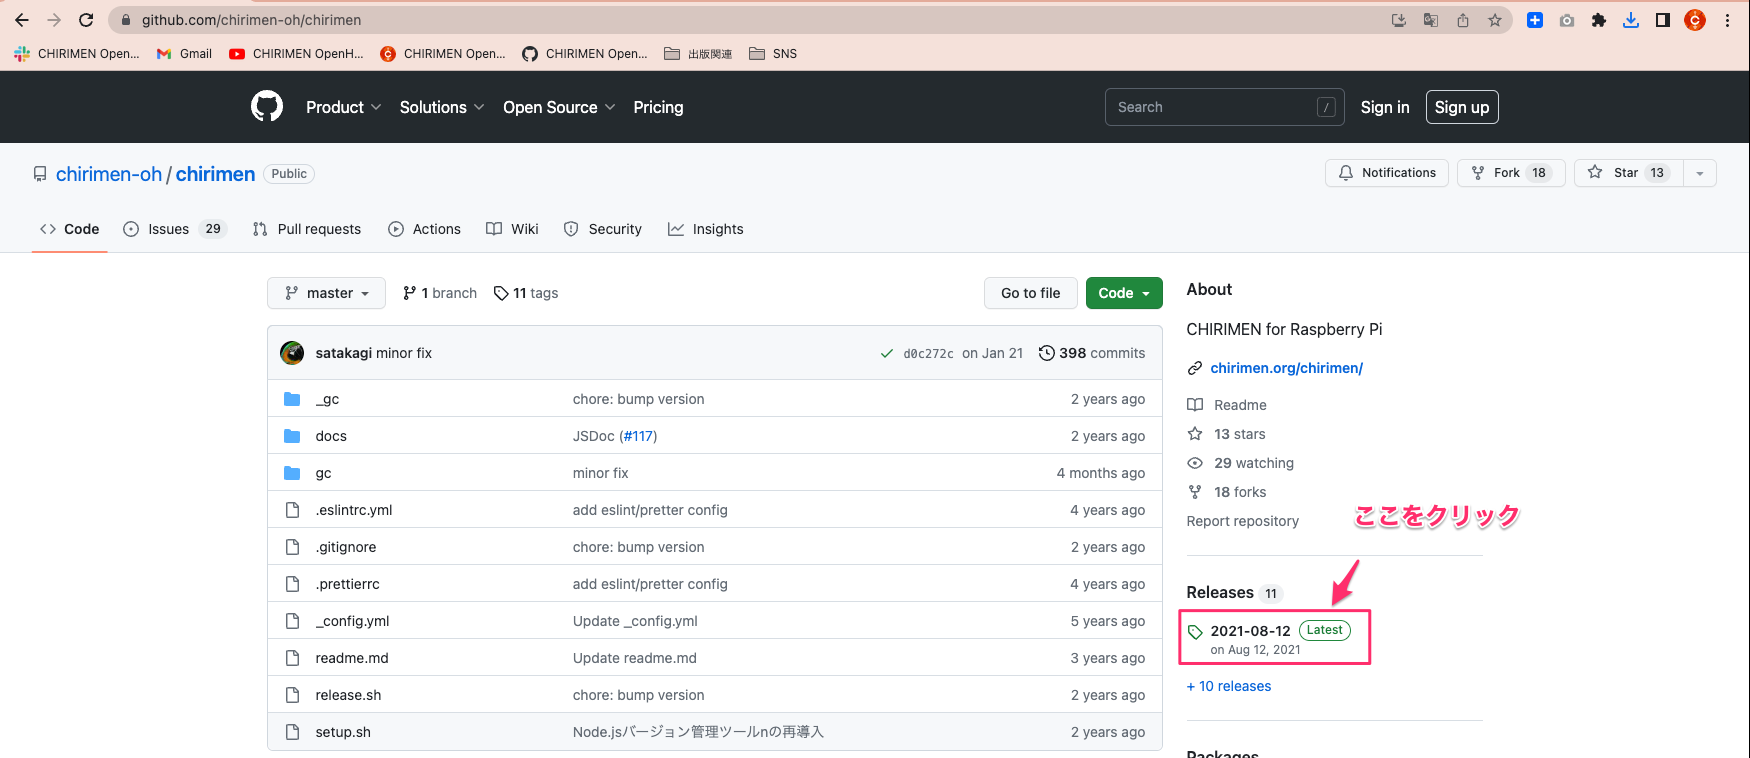 github.com/chirimen-oh/chirimen
CHIRIMEN Open... Gmail CHIRIMEN OpenH... CHIRIMEN Open... CHIRIMEN Open... 出版関連 SNS
Product Solutions Open Source Pricing Search / Sign in Sign up
chirimen-oh / chirimen Public Notifications Fork 18 Star 13
Code Issues 29 Pull requests Actions Wiki Security Insights
master 1 branch 11 tags Go to file Code
satakagi minor fix d0c272c on Jan 21 398 commits
_gc chore: bump version 2 years ago
docs JSDoc (#117) 2 years ago
gc minor fix 4 months ago
.eslintrc.yml add eslint/pretter config 4 years ago
.gitignore chore: bump version 2 years ago
.prettierrc add eslint/pretter config 4 years ago
_config.yml Update _config.yml 5 years ago
readme.md Update readme.md 3 years ago
release.sh chore: bump version 2 years ago
setup.sh Node.jsバージョン管理ツールnの再導入 2 years ago
About
CHIRIMEN for Raspberry Pi
chirimen.org/chirimen/
Readme
13 stars
29 watching
18 forks
Report repository
ここをクリック
Releases 11
2021-08-12 Latest
on Aug 12, 2021
+ 10 releases
Packages